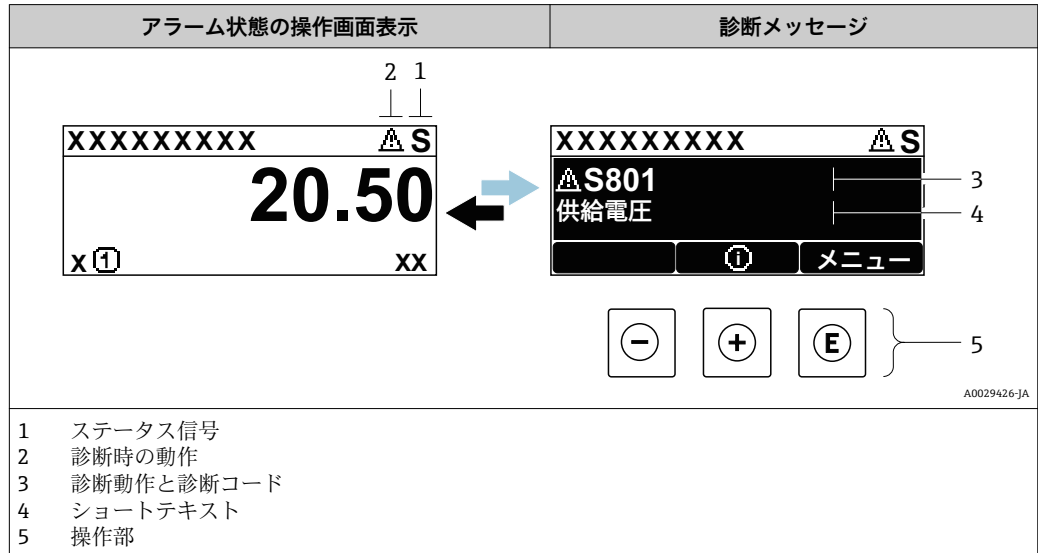 アラーム状態の操作画面表示
診断メッセージ
2 1
XXXXXXXXX ⚠ S
20.50
X ① XX
XXXXXXXXX ⚠ S
⚠S801
供給電圧
ⓘ メニュー
3
4
− + E
5
A0029426-JA
1 ステータス信号
2 診断時の動作
3 診断動作と診断コード
4 ショートテキスト
5 操作部